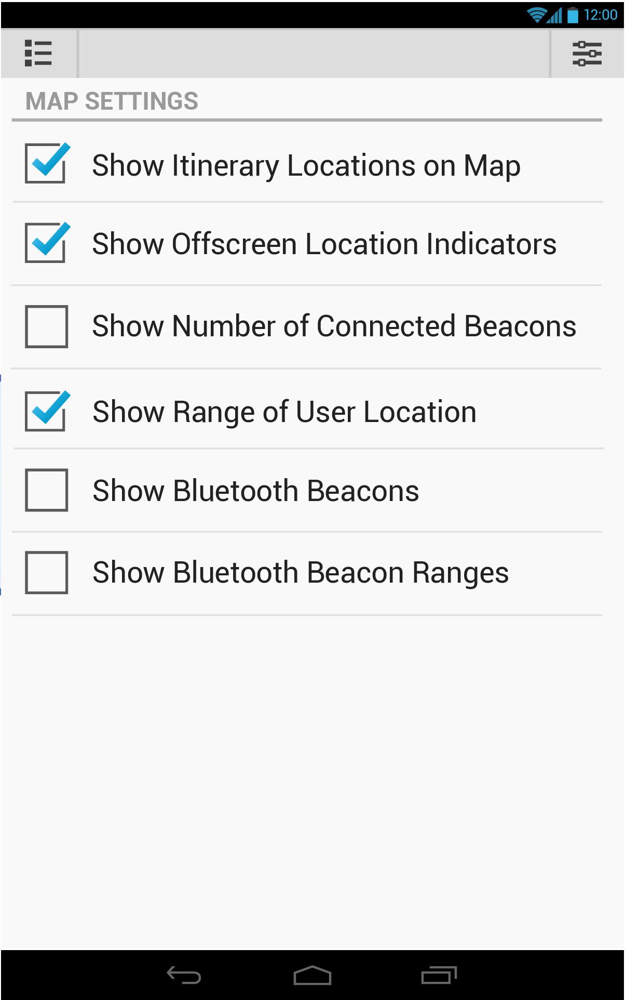 12:00
MAP SETTINGS
Show Itinerary Locations on Map
Show Offscreen Location Indicators
Show Number of Connected Beacons
Show Range of User Location
Show Bluetooth Beacons
Show Bluetooth Beacon Ranges